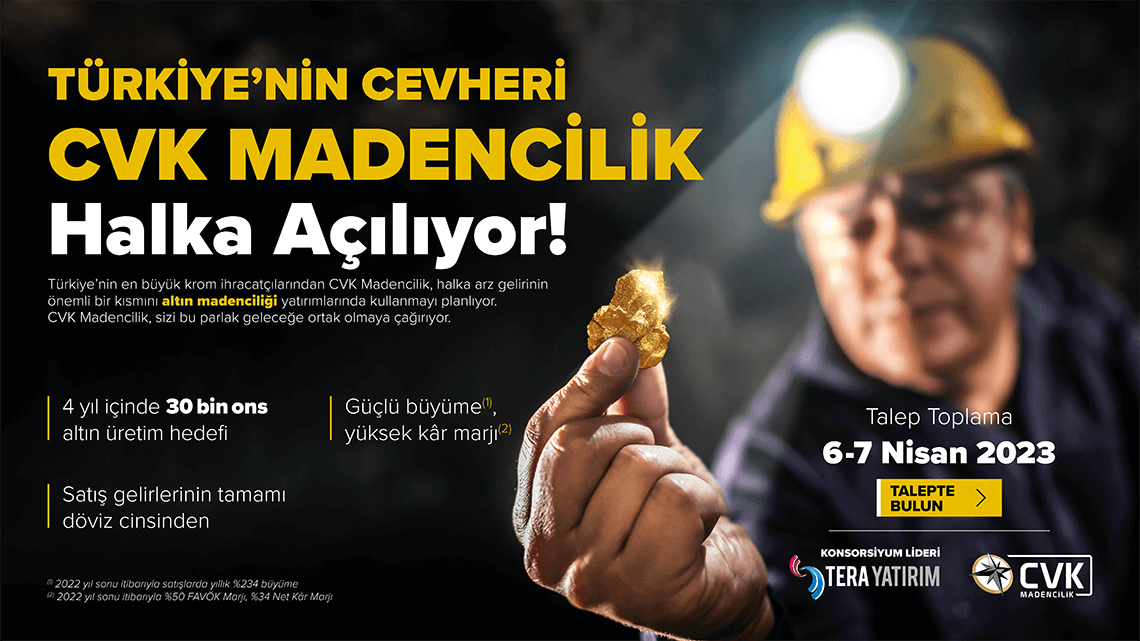 TÜRKİYE'NİN CEVHERİ
CVK MADENCİLİK
Halka Açılıyor!
Türkiye'nin en büyük krom ihracatçılarından CVK Madencilik, halka arz gelirinin
önemli bir kısmını altın madenciliği yatırımlarında kullanmayı planlıyor.
CVK Madencilik, sizi bu parlak geleceğe ortak olmaya çağırıyor.
4 yıl içinde 30 bin ons
altın üretim hedefi
Güçlü büyüme(1),
yüksek kâr marjı(2)
Satış gelirlerinin tamamı
döviz cinsinden
(1) 2022 yıl sonu itibarıyla satışlarda yıllık %234 büyüme
(2) 2022 yıl sonu itibarıyla %50 FAVÖK Marjı, %34 Net Kâr Marjı
Talep Toplama
6-7 Nisan 2023
TALEPTE
BULUN
KONSORSİYUM LİDERİ
TERA YATIRIM
CVK
MADENCİLİK